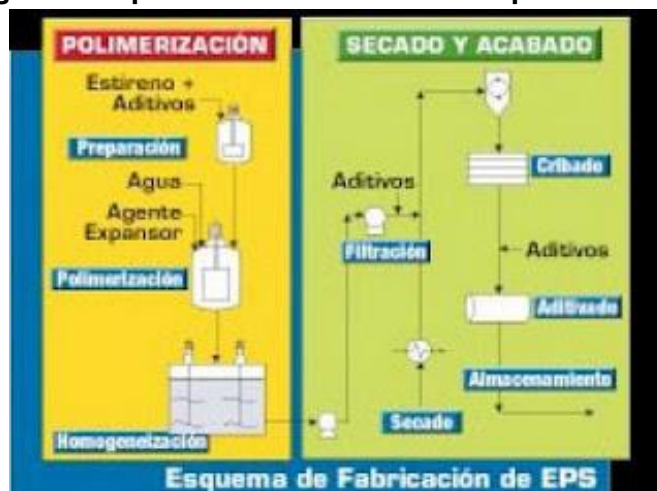 POLIMERIZACIÓN
Estireno +
Aditivos
Preparación
Agua
Agente
Expansor
Polimerización
Homogeneización
SECADO Y ACABADO
Aditivos
Filtración
Secado
Cribado
Aditivos
Aditivado
Almacenamiento
Esquema de Fabricación de EPS